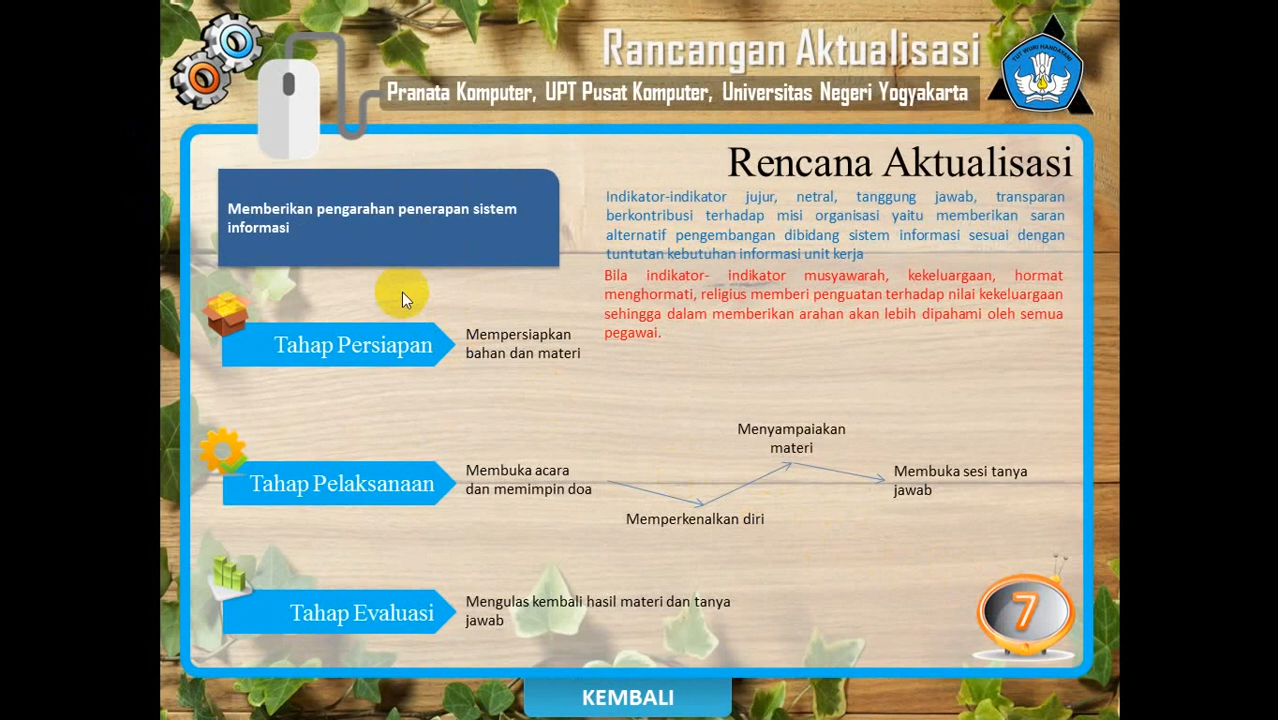 Rancangan Aktualisasi
Pranata Komputer, UPT Pusat Komputer, Universitas Negeri Yogyakarta
TUT WURI HANDAYANI
Rencana Aktualisasi
Memberikan pengarahan penerapan sistem
informasi
Indikator-indikator jujur, netral, tanggung jawab, transparan
berkontribusi terhadap misi organisasi yaitu memberikan saran
alternatif pengembangan dibidang sistem informasi sesuai dengan
tuntutan kebutuhan informasi unit kerja
Bila indikator- indikator musyawarah, kekeluargaan, hormat
menghormati, religius memberi penguatan terhadap nilai kekeluargaan
sehingga dalam memberikan arahan akan lebih dipahami oleh semua
pegawai.
Tahap Persiapan
Mempersiapkan
bahan dan materi
Tahap Pelaksanaan
Membuka acara
dan memimpin doa
Memperkenalkan diri
Menyampaiakan
materi
Membuka sesi tanya
jawab
Tahap Evaluasi
Mengulas kembali hasil materi dan tanya
jawab
7
KEMBALI